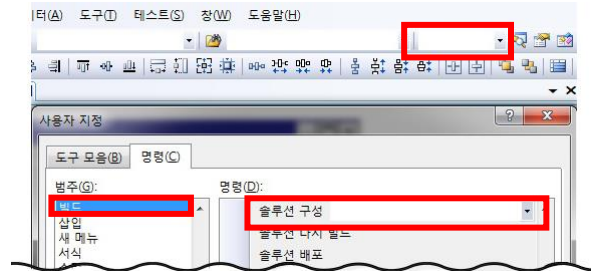 터(A) 도구(T) 테스트(S) 창(W) 도움말(H)
사용자 지정
도구 모음(B) 명령(C)
범주(G): 명령(D):
빌드 솔루션 구성
삽입 솔루션 다시 빌드
새 메뉴
서식 솔루션 배포